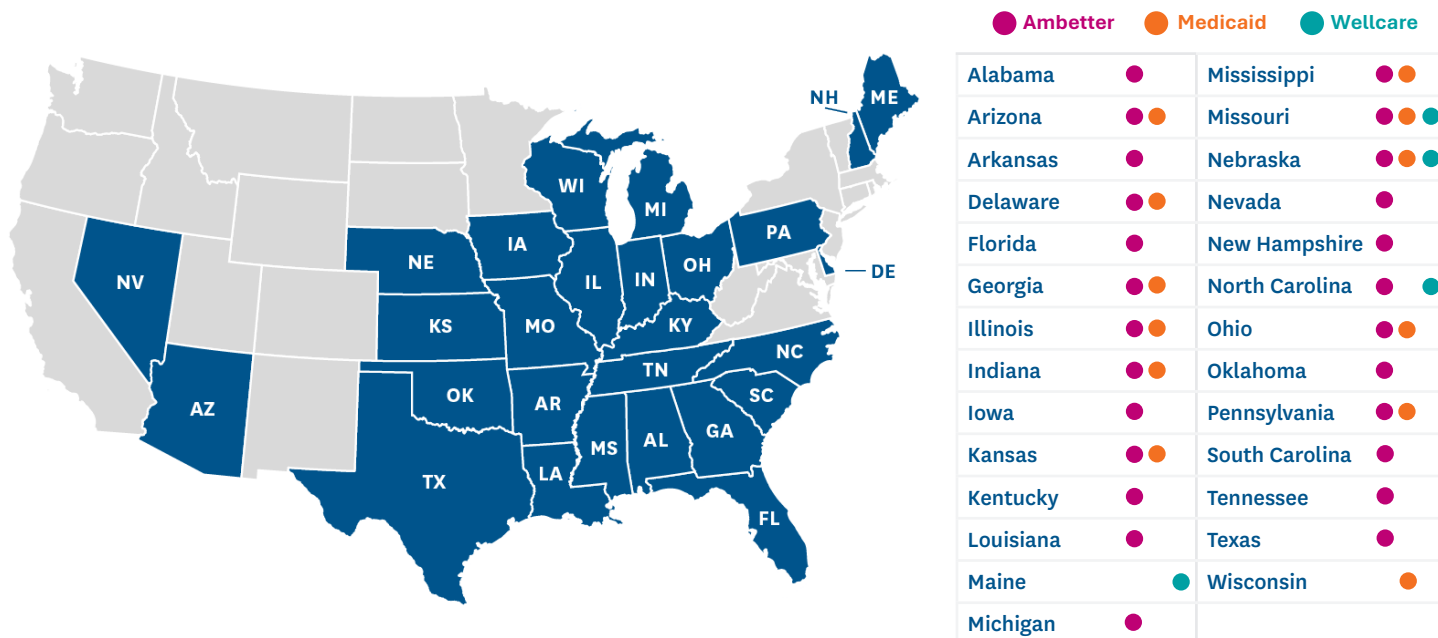 Ambetter Medicaid Wellcare
NH
ME
WI
MI
PA
IA
NE
OH
IL
IN
DE
NV
KS
MO
KY
NC
TN
AZ
OK
AR
SC
GA
MS
AL
TX
LA
FL
Alabama
Arizona
Arkansas
Delaware
Florida
Georgia
Illinois
Indiana
Iowa
Kansas
Kentucky
Louisiana
Maine
Michigan
Mississippi
Missouri
Nebraska
Nevada
New Hampshire
North Carolina
Ohio
Oklahoma
Pennsylvania
South Carolina
Tennessee
Texas
Wisconsin